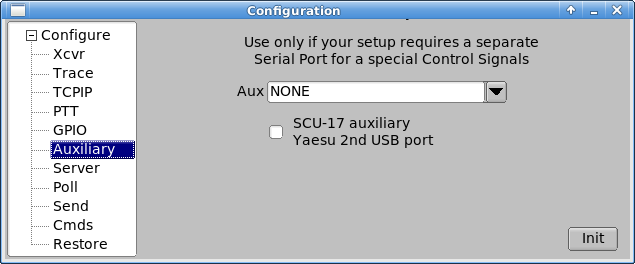 Configuration
Configure
Xcvr
Trace
TCPIP
PTT
GPIO
Auxiliary
Server
Poll
Send
Cmds
Restore
Use only if your setup requires a separate
Serial Port for a special Control Signals
Aux NONE
SCU-17 auxiliary
Yaesu 2nd USB port
Init